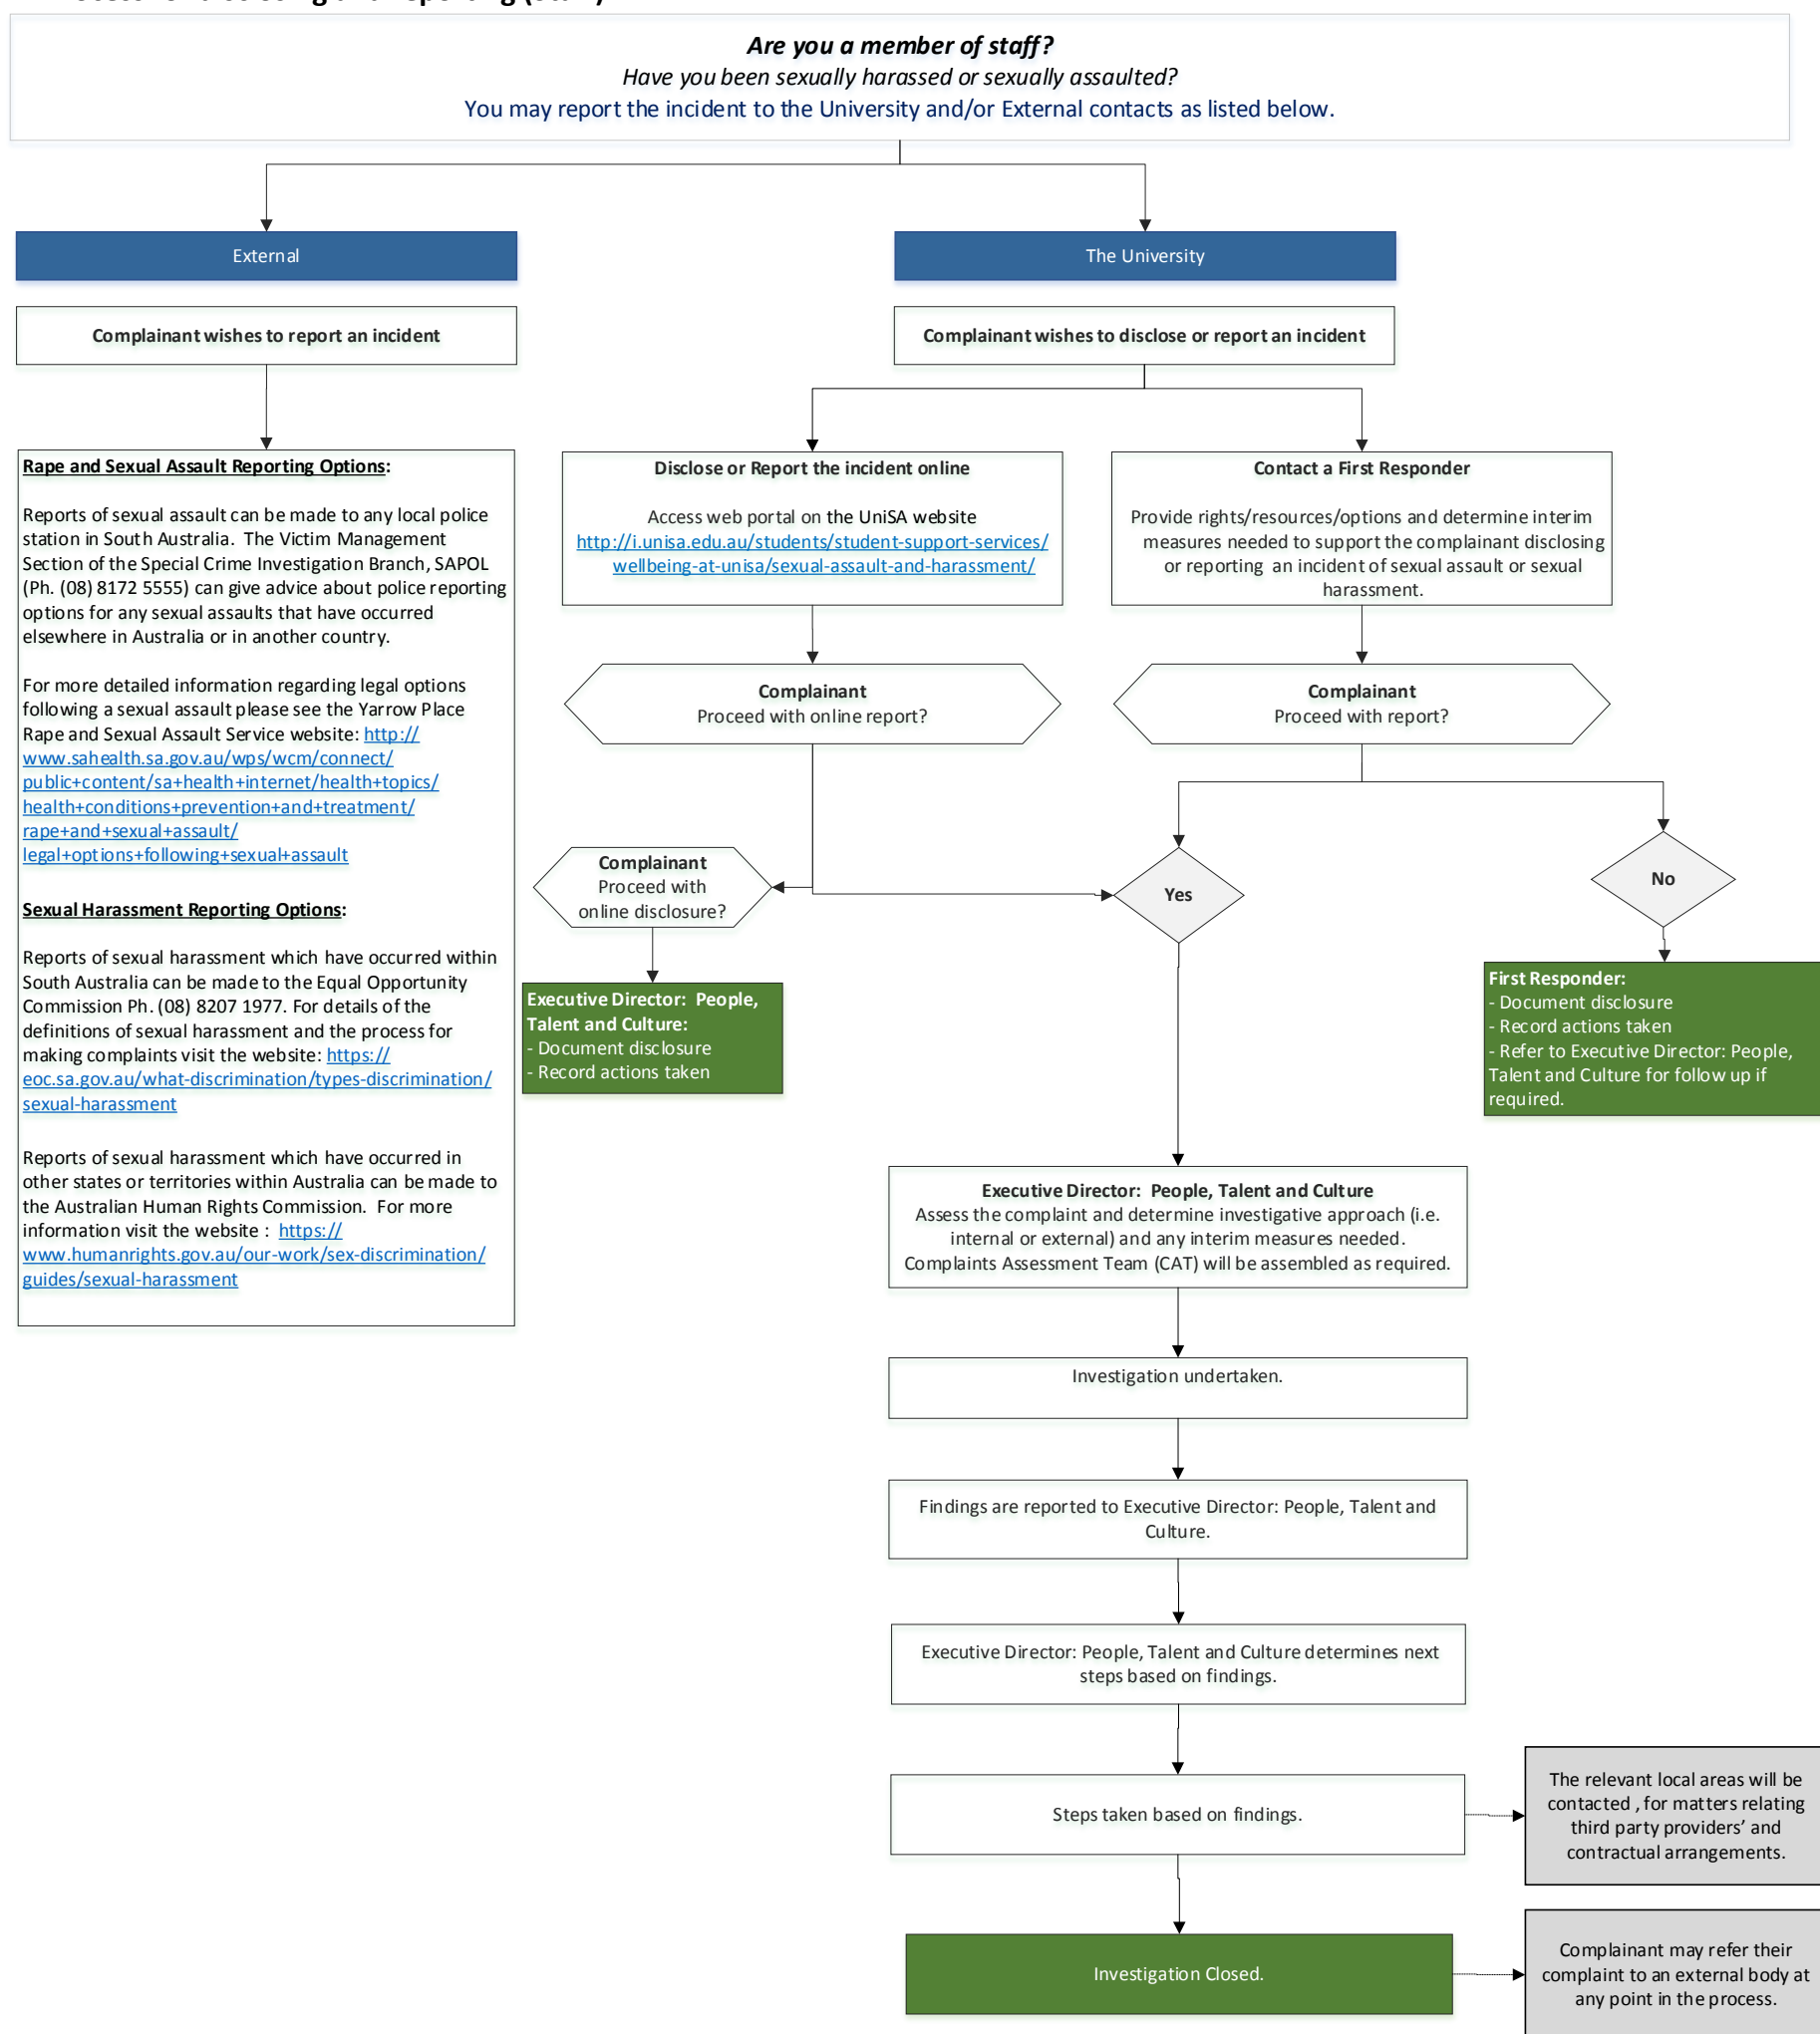 Are you a member of staff?
Have you been sexually harassed or sexually assaulted?
You may report the incident to the University and/or External contacts as listed below.
External
The University
Complainant wishes to report an incident
Complainant wishes to disclose or report an incident
Rape and Sexual Assault Reporting Options:
Reports of sexual assault can be made to any local police
station in South Australia. The Victim Management
Section of the Special Crime Investigation Branch, SAPOL
(Ph. (08) 8172 5555) can give advice about police reporting
options for any sexual assaults that have occurred
elsewhere in Australia or in another country.
For more detailed information regarding legal options
following a sexual assault please see the Yarrow Place
Rape and Sexual Assault Service website: http://
www.sahealth.sa.gov.au/wps/wcm/connect/
public+content/sa+health+internet/health+topics/
health+conditions+prevention+and+treatment/
rape+and+sexual+assault/
legal+options+following+sexual+assault
Sexual Harassment Reporting Options:
Reports of sexual harassment which have occurred within
South Australia can be made to the Equal Opportunity
Commission Ph. (08) 8207 1977. For details of the
definitions of sexual harassment and the process for
making complaints visit the website: https://
eoc.sa.gov.au/what-discrimination/types-discrimination/
sexual-harassment
Reports of sexual harassment which have occurred in
other states or territories within Australia can be made to
the Australian Human Rights Commission. For more
information visit the website : https://
www.humanrights.gov.au/our-work/sex-discrimination/
guides/sexual-harassment
Disclose or Report the incident online
Access web portal on the UniSA website
http://i.unisa.edu.au/students/student-support-services/
wellbeing-at-unisa/sexual-assault-and-harassment/
Contact a First Responder
Provide rights/resources/options and determine interim
measures needed to support the complainant disclosing
or reporting an incident of sexual assault or sexual
harassment.
Complainant
Proceed with online report?
Complainant
Proceed with report?
Complainant
Proceed with
online disclosure?
Yes
No
Executive Director: People,
Talent and Culture:
- Document disclosure
- Record actions taken
First Responder:
- Document disclosure
- Record actions taken
- Refer to Executive Director: People,
Talent and Culture for follow up if
required.
Executive Director: People, Talent and Culture
Assess the complaint and determine investigative approach (i.e.
internal or external) and any interim measures needed.
Complaints Assessment Team (CAT) will be assembled as required.
Investigation undertaken.
Findings are reported to Executive Director: People, Talent and
Culture.
Executive Director: People, Talent and Culture determines next
steps based on findings.
Steps taken based on findings.
The relevant local areas will be
contacted , for matters relating
third party providers’ and
contractual arrangements.
Investigation Closed.
Complainant may refer their
complaint to an external body at
any point in the process.